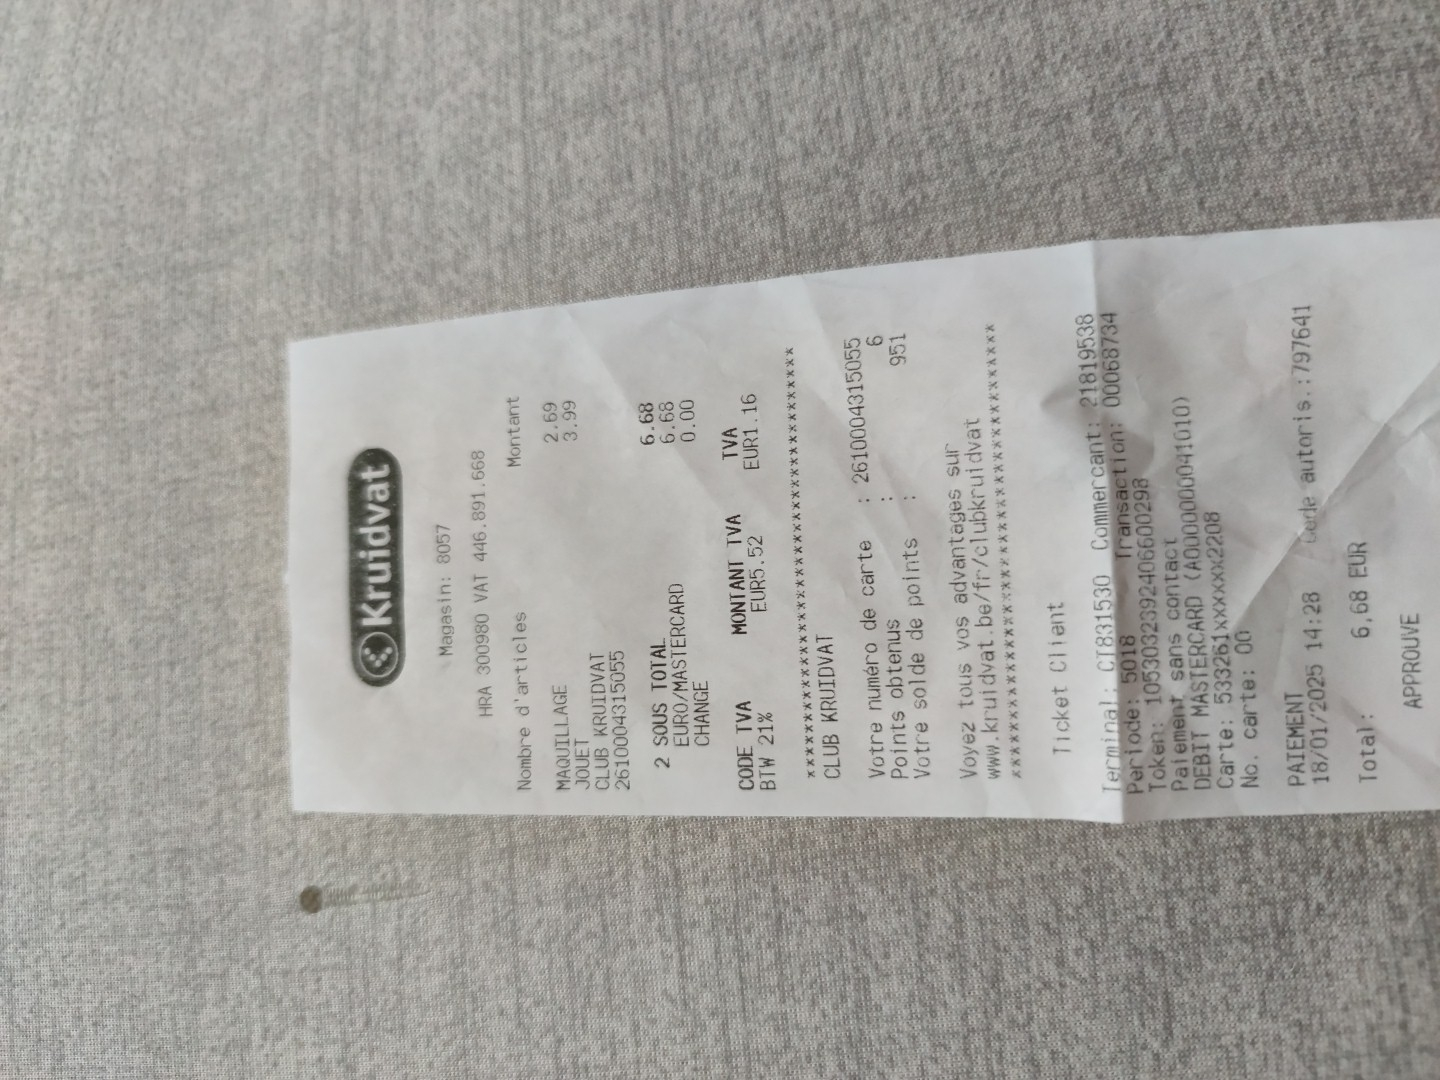 Kruidvat
Magasin: 8057
HRA 300980 VAT 446.891.668
Nombre d'articles Montant
MAQUILLAGE 2.69
JOUET 3.99
CLUB KRUIDVAT
2610004315055
2 SOUS TOTAL 6.68
EURO/MASTERCARD 6.68
CHANGE 0.00
CODE TVA MONTANT TVA TVA
BTW 21% EUR5.52 EUR1.16
******************************************
CLUB KRUIDVAT
Votre numéro de carte : 2610004315055
Points obtenus : 6
Votre solde de points : 951
Voyez tous vos advantages sur
www.kruidvat.be/fr/clubkruidvat
******************************************
Ticket Client
Terminal: CT831530 Commercant: 21819538
Periode: 5018 Transaction: 00068734
Token: 1053032392406600298
Paiement sans contact
DEBIT MASTERCARD (A0000000041010)
Carte: 533261xxxxxx2208
No. carte: 00
PAIEMENT
18/01/2025 14:28 Code autoris.:797641
Total: 6,68 EUR
APPROUVE